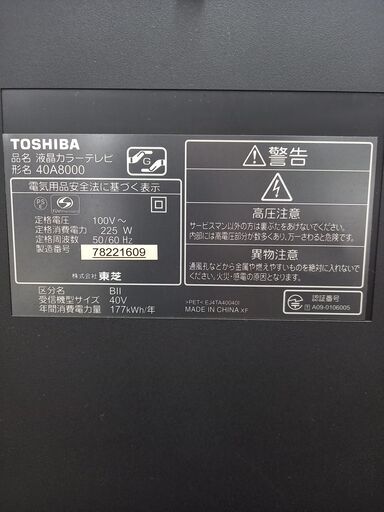 TOSHIBA
品名 液晶カラーテレビ
形名 40A8000
G
電気用品安全法に基づく表示
PS
E
定格電圧 100V～
定格消費電力 225 W
定格周波数 50/60 Hz
製造番号 78221609
株式会社 東芝
区分名 BII
受信機型サイズ 40V
年間消費電力量 177kWh/年
警告
高圧注意
サービスマン以外の方は裏ぶたをあけないでください。
内部には高電圧部分が数多くあり、万一さわると危険です。
異物注意
通風孔などから金属や燃えやすいものを絶対に入れないで
ください。火災・感電の原因となります。
>PET<
MADE IN CHINA XF
認証番号
A09-0106005